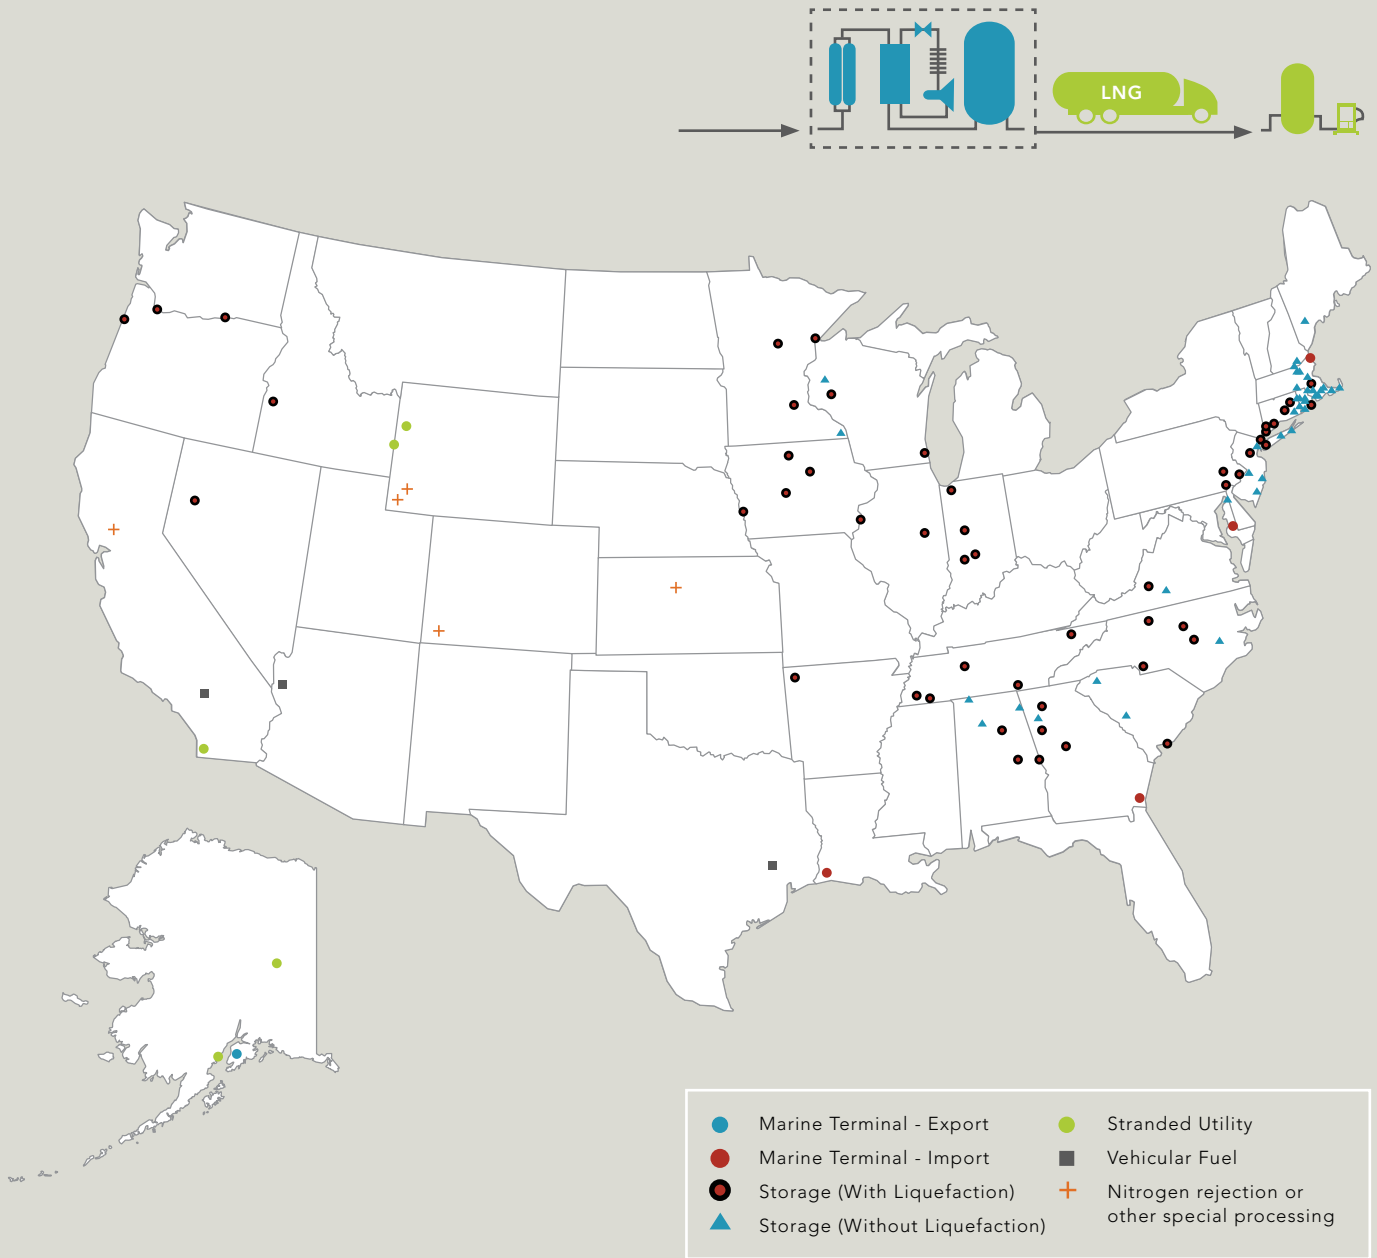 LNG
Marine Terminal - Export
Marine Terminal - Import
Storage (With Liquefaction)
Storage (Without Liquefaction)
Stranded Utility
Vehicular Fuel
Nitrogen rejection or
other special processing